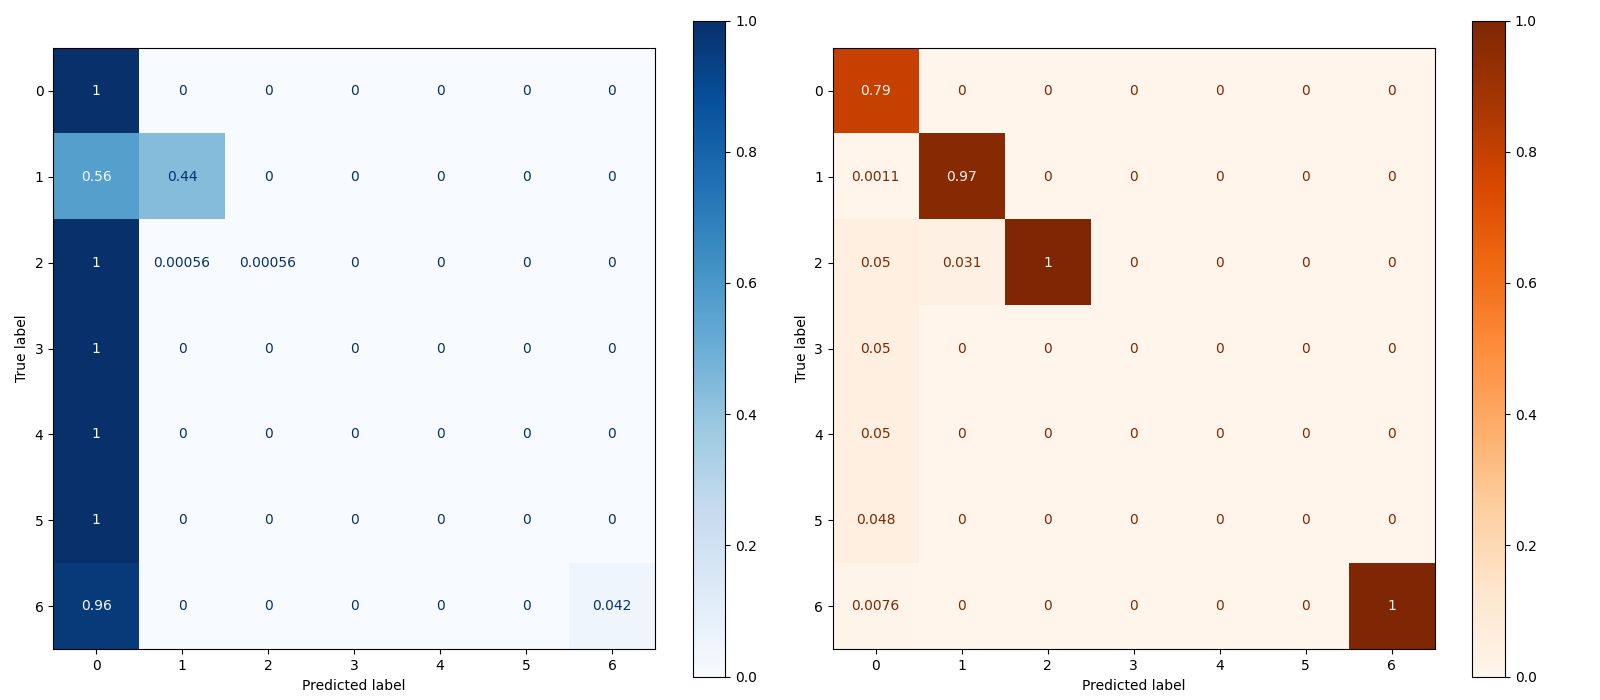 1.0
0 1 0 0 0 0 0 0
0.8
1 0.56 0.44 0 0 0 0 0
2 1 0.00056 0.00056 0 0 0 0
0.6
3 1 0 0 0 0 0 0
True label
0.4
4 1 0 0 0 0 0 0
5 1 0 0 0 0 0 0
0.2
6 0.96 0 0 0 0 0 0.042
0.0
0 1 2 3 4 5 6
Predicted label
1.0
0 0.79 0 0 0 0 0 0
0.8
1 0.0011 0.97 0 0 0 0 0
2 0.05 0.031 1 0 0 0 0
0.6
3 0.05 0 0 0 0 0 0
True label
0.4
4 0.05 0 0 0 0 0 0
5 0.048 0 0 0 0 0 0
0.2
6 0.0076 0 0 0 0 0 1
0.0
0 1 2 3 4 5 6
Predicted label